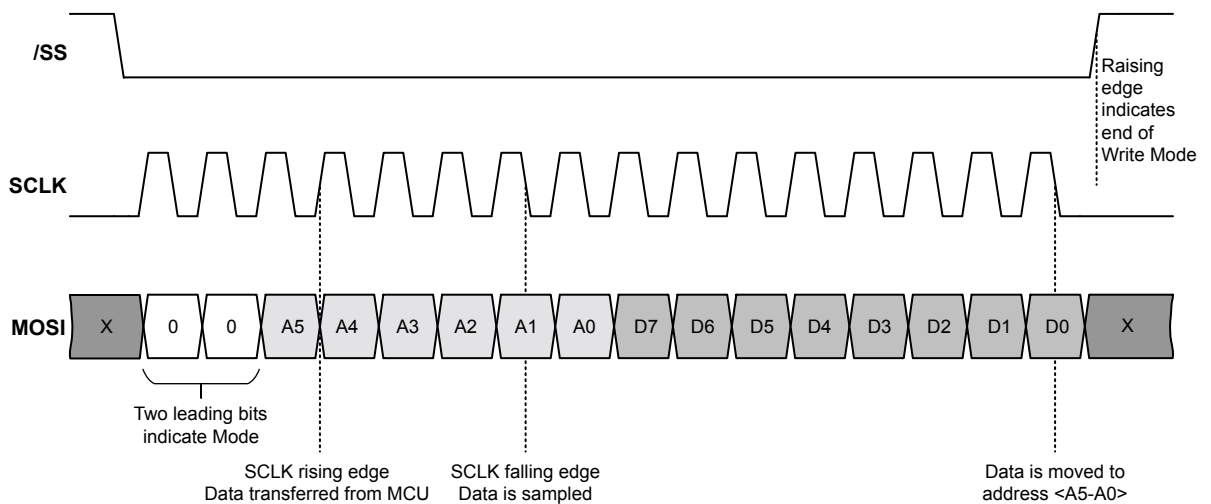 /SS
Raising
edge
indicates
end of
Write Mode
SCLK
MOSI X 0 0 A5 A4 A3 A2 A1 A0 D7 D6 D5 D4 D3 D2 D1 D0 X
Two leading bits
indicate Mode
SCLK rising edge
Data transferred from MCU
SCLK falling edge
Data is sampled
Data is moved to
address <A5-A0>